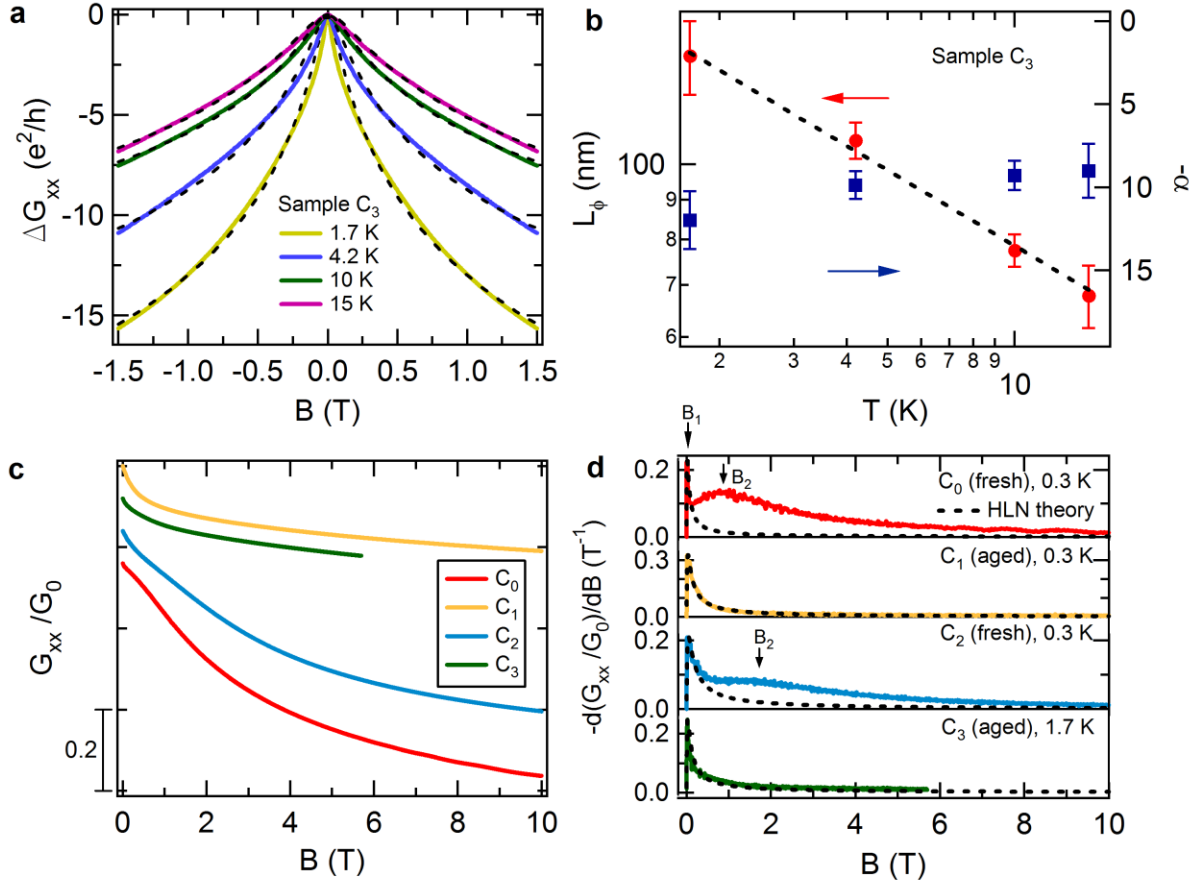 a
ΔGxx (e²/h)
0
-5
-10
-15
Sample C3
1.7 K
4.2 K
10 K
15 K
-1.5
-1.0
-0.5
0.0
0.5
1.0
1.5
B (T)
b
Lϕ (nm)
100
9
8
7
6
Sample C3
0
5
10
15
-α
2
3
4
5
6
7
8
9
10
T (K)
c
Gxx /G0
0.2
C0
C1
C2
C3
0
2
4
6
8
10
B (T)
d
B1
-d(Gxx /G0)/dB (T-1)
0.2
0.0
B2
C0 (fresh), 0.3 K
HLN theory
0.3
0.0
C1 (aged), 0.3 K
0.2
0.0
B2
C2 (fresh), 0.3 K
0.2
0.0
C3 (aged), 1.7 K
0
2
4
6
8
10
B (T)